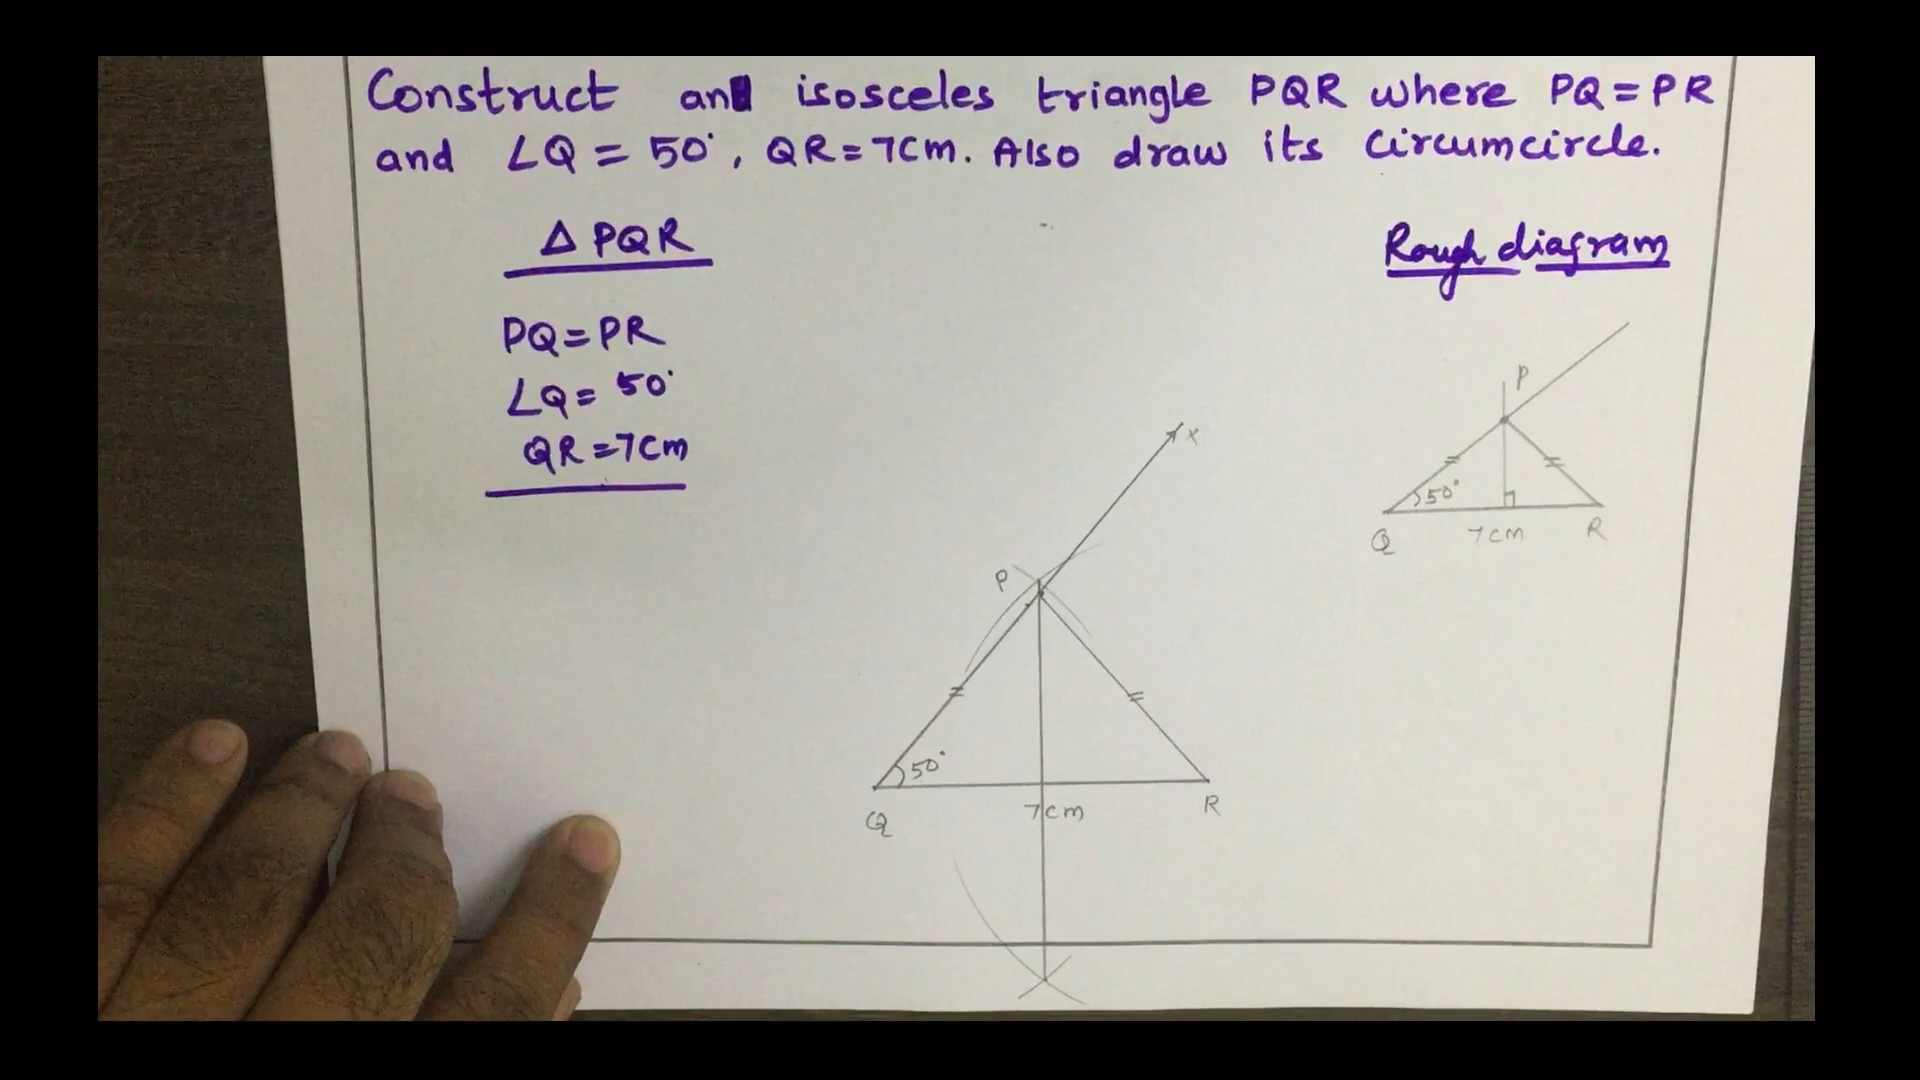 Construct an isosceles triangle PQR where PQ = PR
and ∠Q = 50°, QR = 7cm. Also draw its circumcircle.
Δ PQR
PQ = PR
∠Q = 50°
QR = 7cm
Rough diagram
P
50°
Q 7cm R
X
P
50°
Q 7cm R